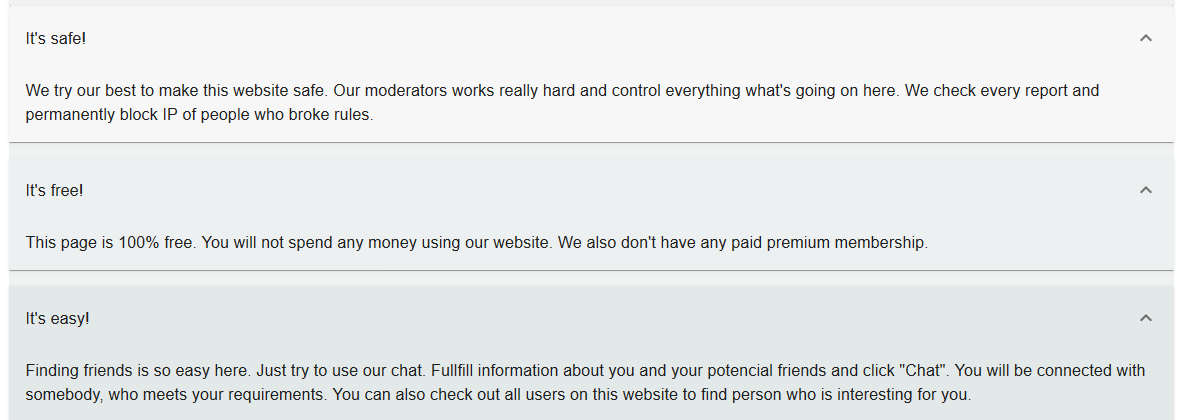 It's safe!
We try our best to make this website safe. Our moderators works really hard and control everything what's going on here. We check every report and
permanently block IP of people who broke rules.
It's free!
This page is 100% free. You will not spend any money using our website. We also don't have any paid premium membership.
It's easy!
Finding friends is so easy here. Just try to use our chat. Fullfill information about you and your potencial friends and click "Chat". You will be connected with
somebody, who meets your requirements. You can also check out all users on this website to find person who is interesting for you.